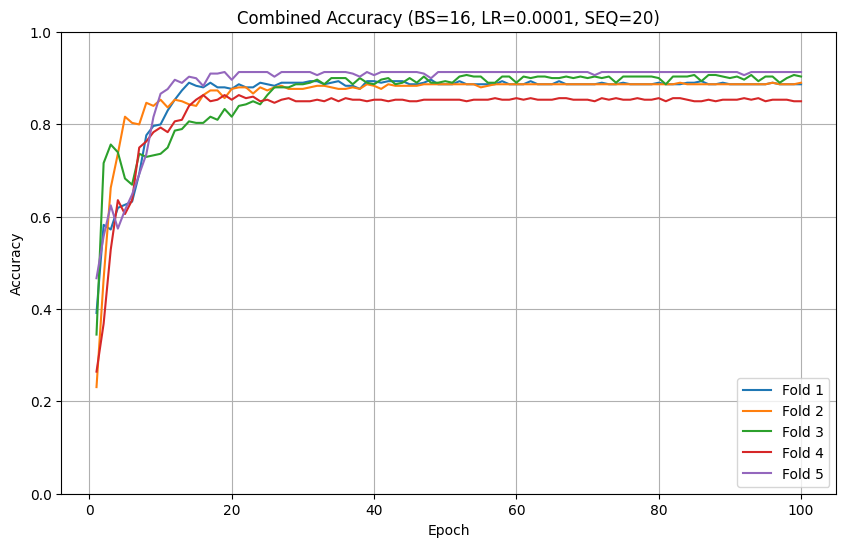 Combined Accuracy (BS=16, LR=0.0001, SEQ=20)
1.0
0.8
0.6
0.4
0.2
0.0
Accuracy
0 20 40 60 80 100
Epoch
Fold 1
Fold 2
Fold 3
Fold 4
Fold 5